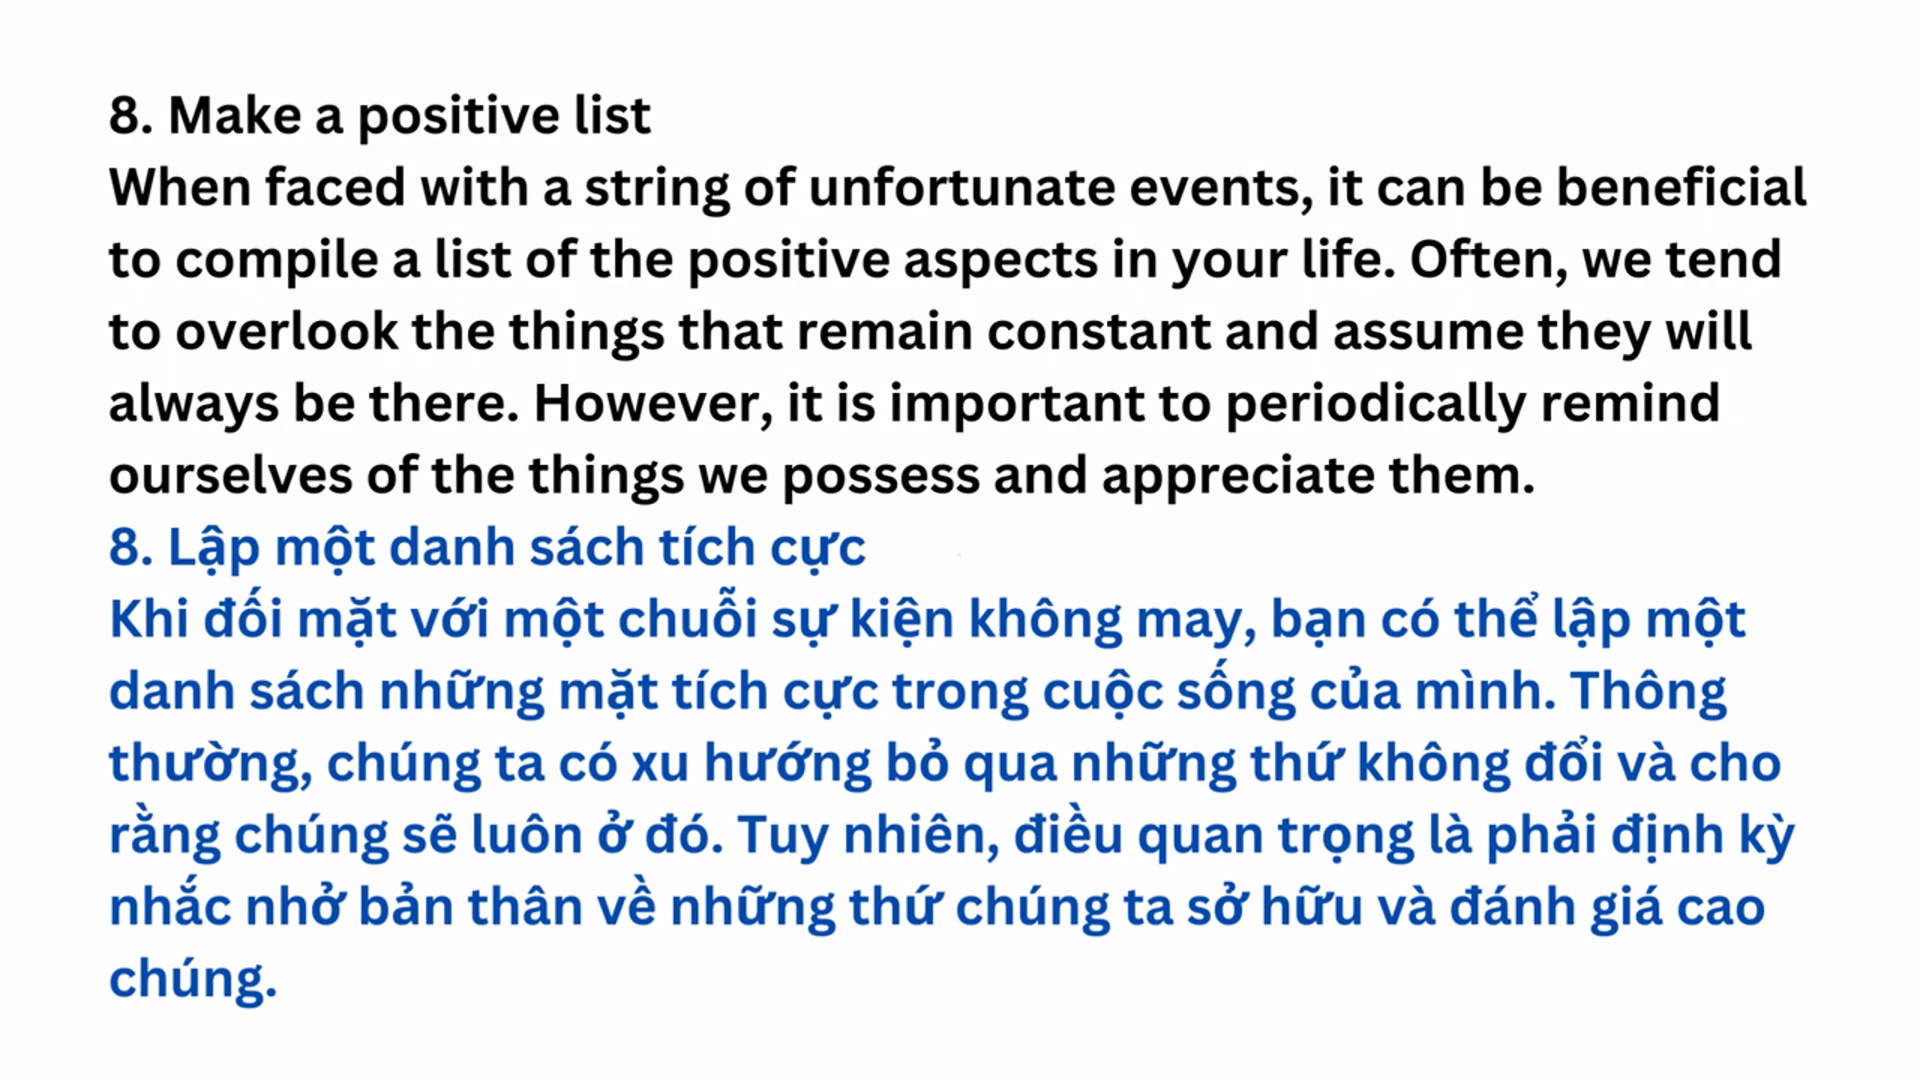 8. Make a positive list
When faced with a string of unfortunate events, it can be beneficial
to compile a list of the positive aspects in your life. Often, we tend
to overlook the things that remain constant and assume they will
always be there. However, it is important to periodically remind
ourselves of the things we possess and appreciate them.
8. Lập một danh sách tích cực
Khi đối mặt với một chuỗi sự kiện không may, bạn có thể lập một
danh sách những mặt tích cực trong cuộc sống của mình. Thông
thường, chúng ta có xu hướng bỏ qua những thứ không đổi và cho
rằng chúng sẽ luôn ở đó. Tuy nhiên, điều quan trọng là phải định kỳ
nhắc nhở bản thân về những thứ chúng ta sở hữu và đánh giá cao
chúng.